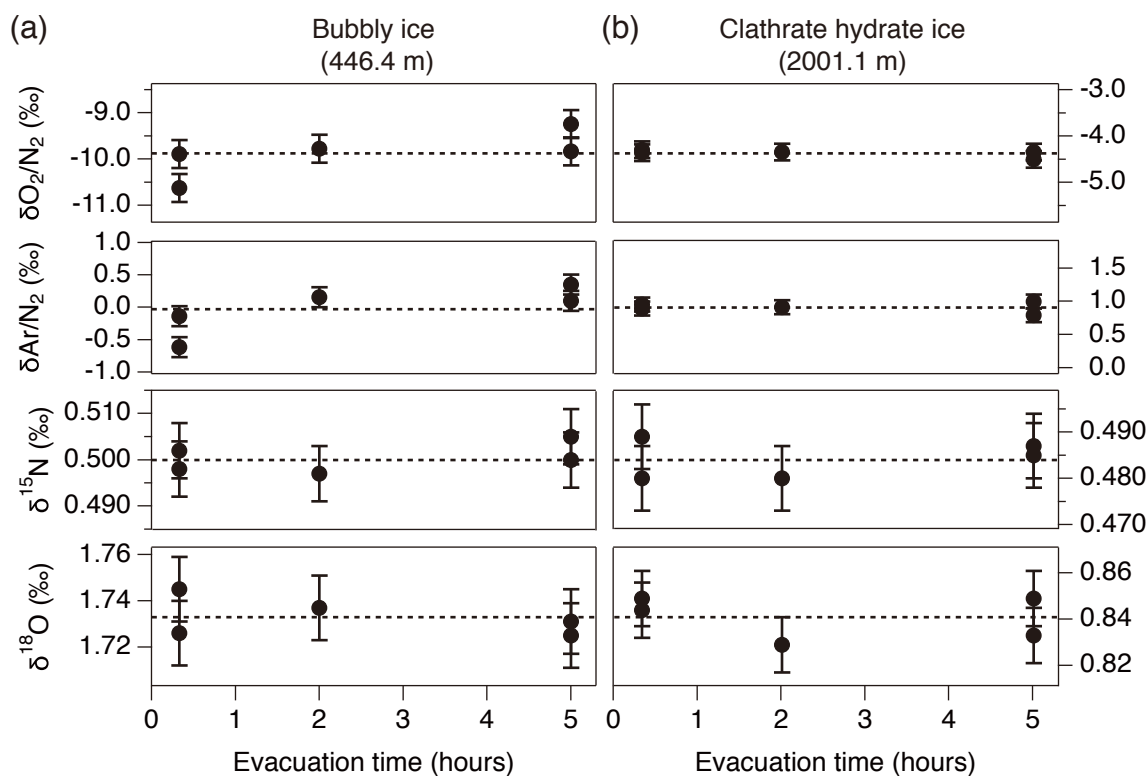 (a)
Bubbly ice
(446.4 m)
(b)
Clathrate hydrate ice
(2001.1 m)
δO₂/N₂ (‰)
-9.0
-10.0
-11.0
-3.0
-4.0
-5.0
δAr/N₂ (‰)
1.0
0.5
0.0
-0.5
-1.0
1.5
1.0
0.5
0.0
δ¹⁵N (‰)
0.510
0.500
0.490
0.490
0.480
0.470
δ¹⁸O (‰)
1.76
1.74
1.72
0.86
0.84
0.82
0 1 2 3 4 5
0 1 2 3 4 5
Evacuation time (hours)
Evacuation time (hours)